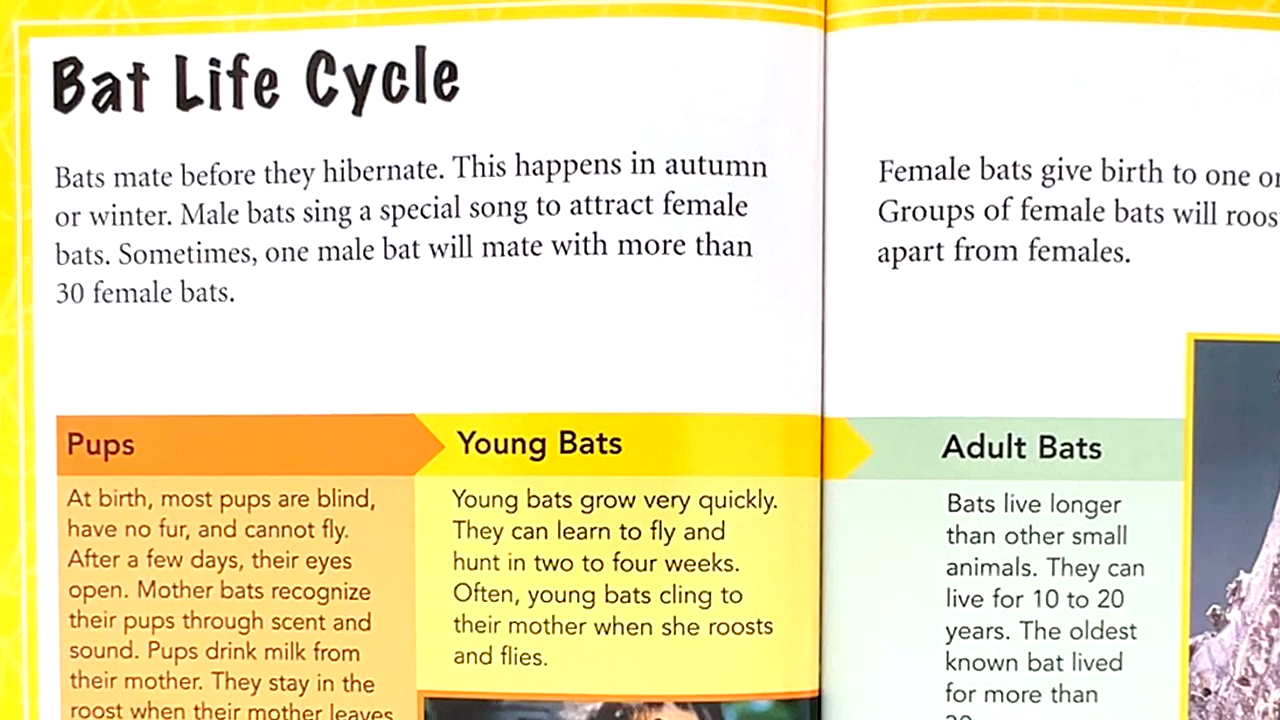 Bat Life Cycle
Bats mate before they hibernate. This happens in autumn
or winter. Male bats sing a special song to attract female
bats. Sometimes, one male bat will mate with more than
30 female bats.
Female bats give birth to one
Groups of female bats will
apart from females.
Pups
At birth, most pups are blind,
have no fur, and cannot fly.
After a few days, their eyes
open. Mother bats recognize
their pups through scent and
sound. Pups drink milk from
their mother. They stay in the
roost when their mother leaves
Young Bats
Young bats grow very quickly.
They can learn to fly and
hunt in two to four weeks.
Often, young bats cling to
their mother when she roosts
and flies.
Adult Bats
Bats live longer
than other small
animals. They can
live for 10 to 20
years. The oldest
known bat lived
for more than